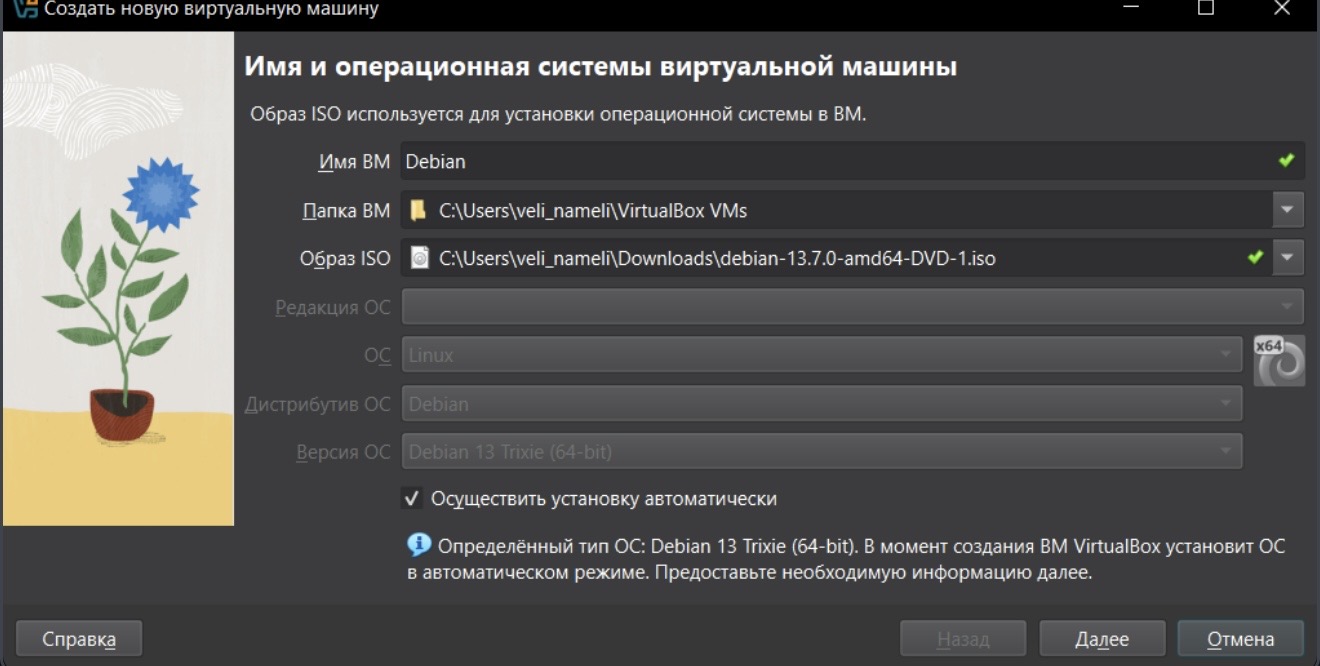 Создать новую виртуальную машину
Имя и операционная системы виртуальной машины
Образ ISO используется для установки операционной системы в ВМ.
Имя ВМ Debian
Папка ВМ C:\Users\veli_nameli\VirtualBox VMs
Образ ISO C:\Users\veli_nameli\Downloads\debian-13.7.0-amd64-DVD-1.iso
Редакция ОС
ОС Linux
x64
Дистрибутив ОС Debian
Версия ОС Debian 13 Trixie (64-bit)
Осуществить установку автоматически
Определённый тип ОС: Debian 13 Trixie (64-bit). В момент создания ВМ VirtualBox установит ОС
в автоматическом режиме. Предоставьте необходимую информацию далее.
Справка Назад Далее Отмена